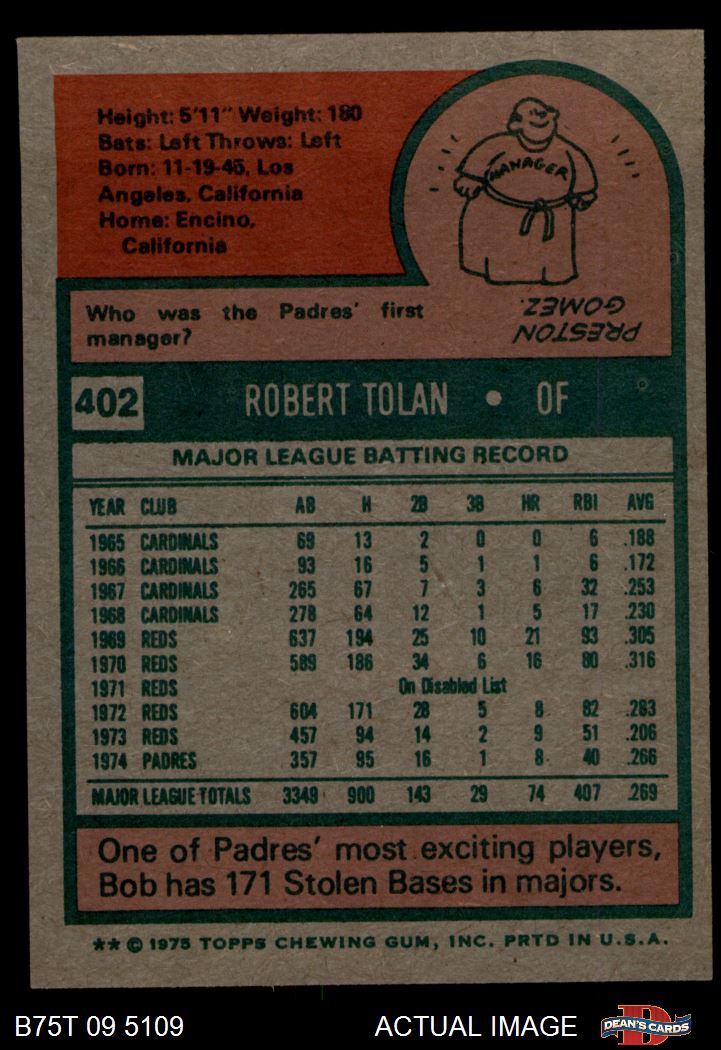 Height: 5'11" Weight: 180
Bats: Left Throws: Left
Born: 11-19-45, Los
Angeles, California
Home: Encino,
California
MANAGER
Who was the Padres' first
manager?
PRESTON
GOMEZ.
402 ROBERT TOLAN • OF
MAJOR LEAGUE BATTING RECORD
YEAR CLUB AB H 2B 3B HR RBI AVG
1965 CARDINALS 69 13 2 0 0 6 .188
1966 CARDINALS 93 16 5 1 1 6 .172
1967 CARDINALS 265 67 7 3 6 32 .253
1968 CARDINALS 278 64 12 1 5 17 .230
1969 REDS 637 194 25 10 21 93 .305
1970 REDS 589 186 34 6 16 80 .316
1971 REDS On Disabled List
1972 REDS 604 171 28 5 8 82 .283
1973 REDS 457 94 14 2 9 51 .206
1974 PADRES 357 95 16 1 8 40 .266
MAJOR LEAGUE TOTALS 3349 900 143 29 74 407 .269
One of Padres' most exciting players,
Bob has 171 Stolen Bases in majors.
** © 1975 TOPPS CHEWING GUM, INC. PRTD IN U.S.A.
B75T 09 5109 ACTUAL IMAGE DEAN'S CARDS